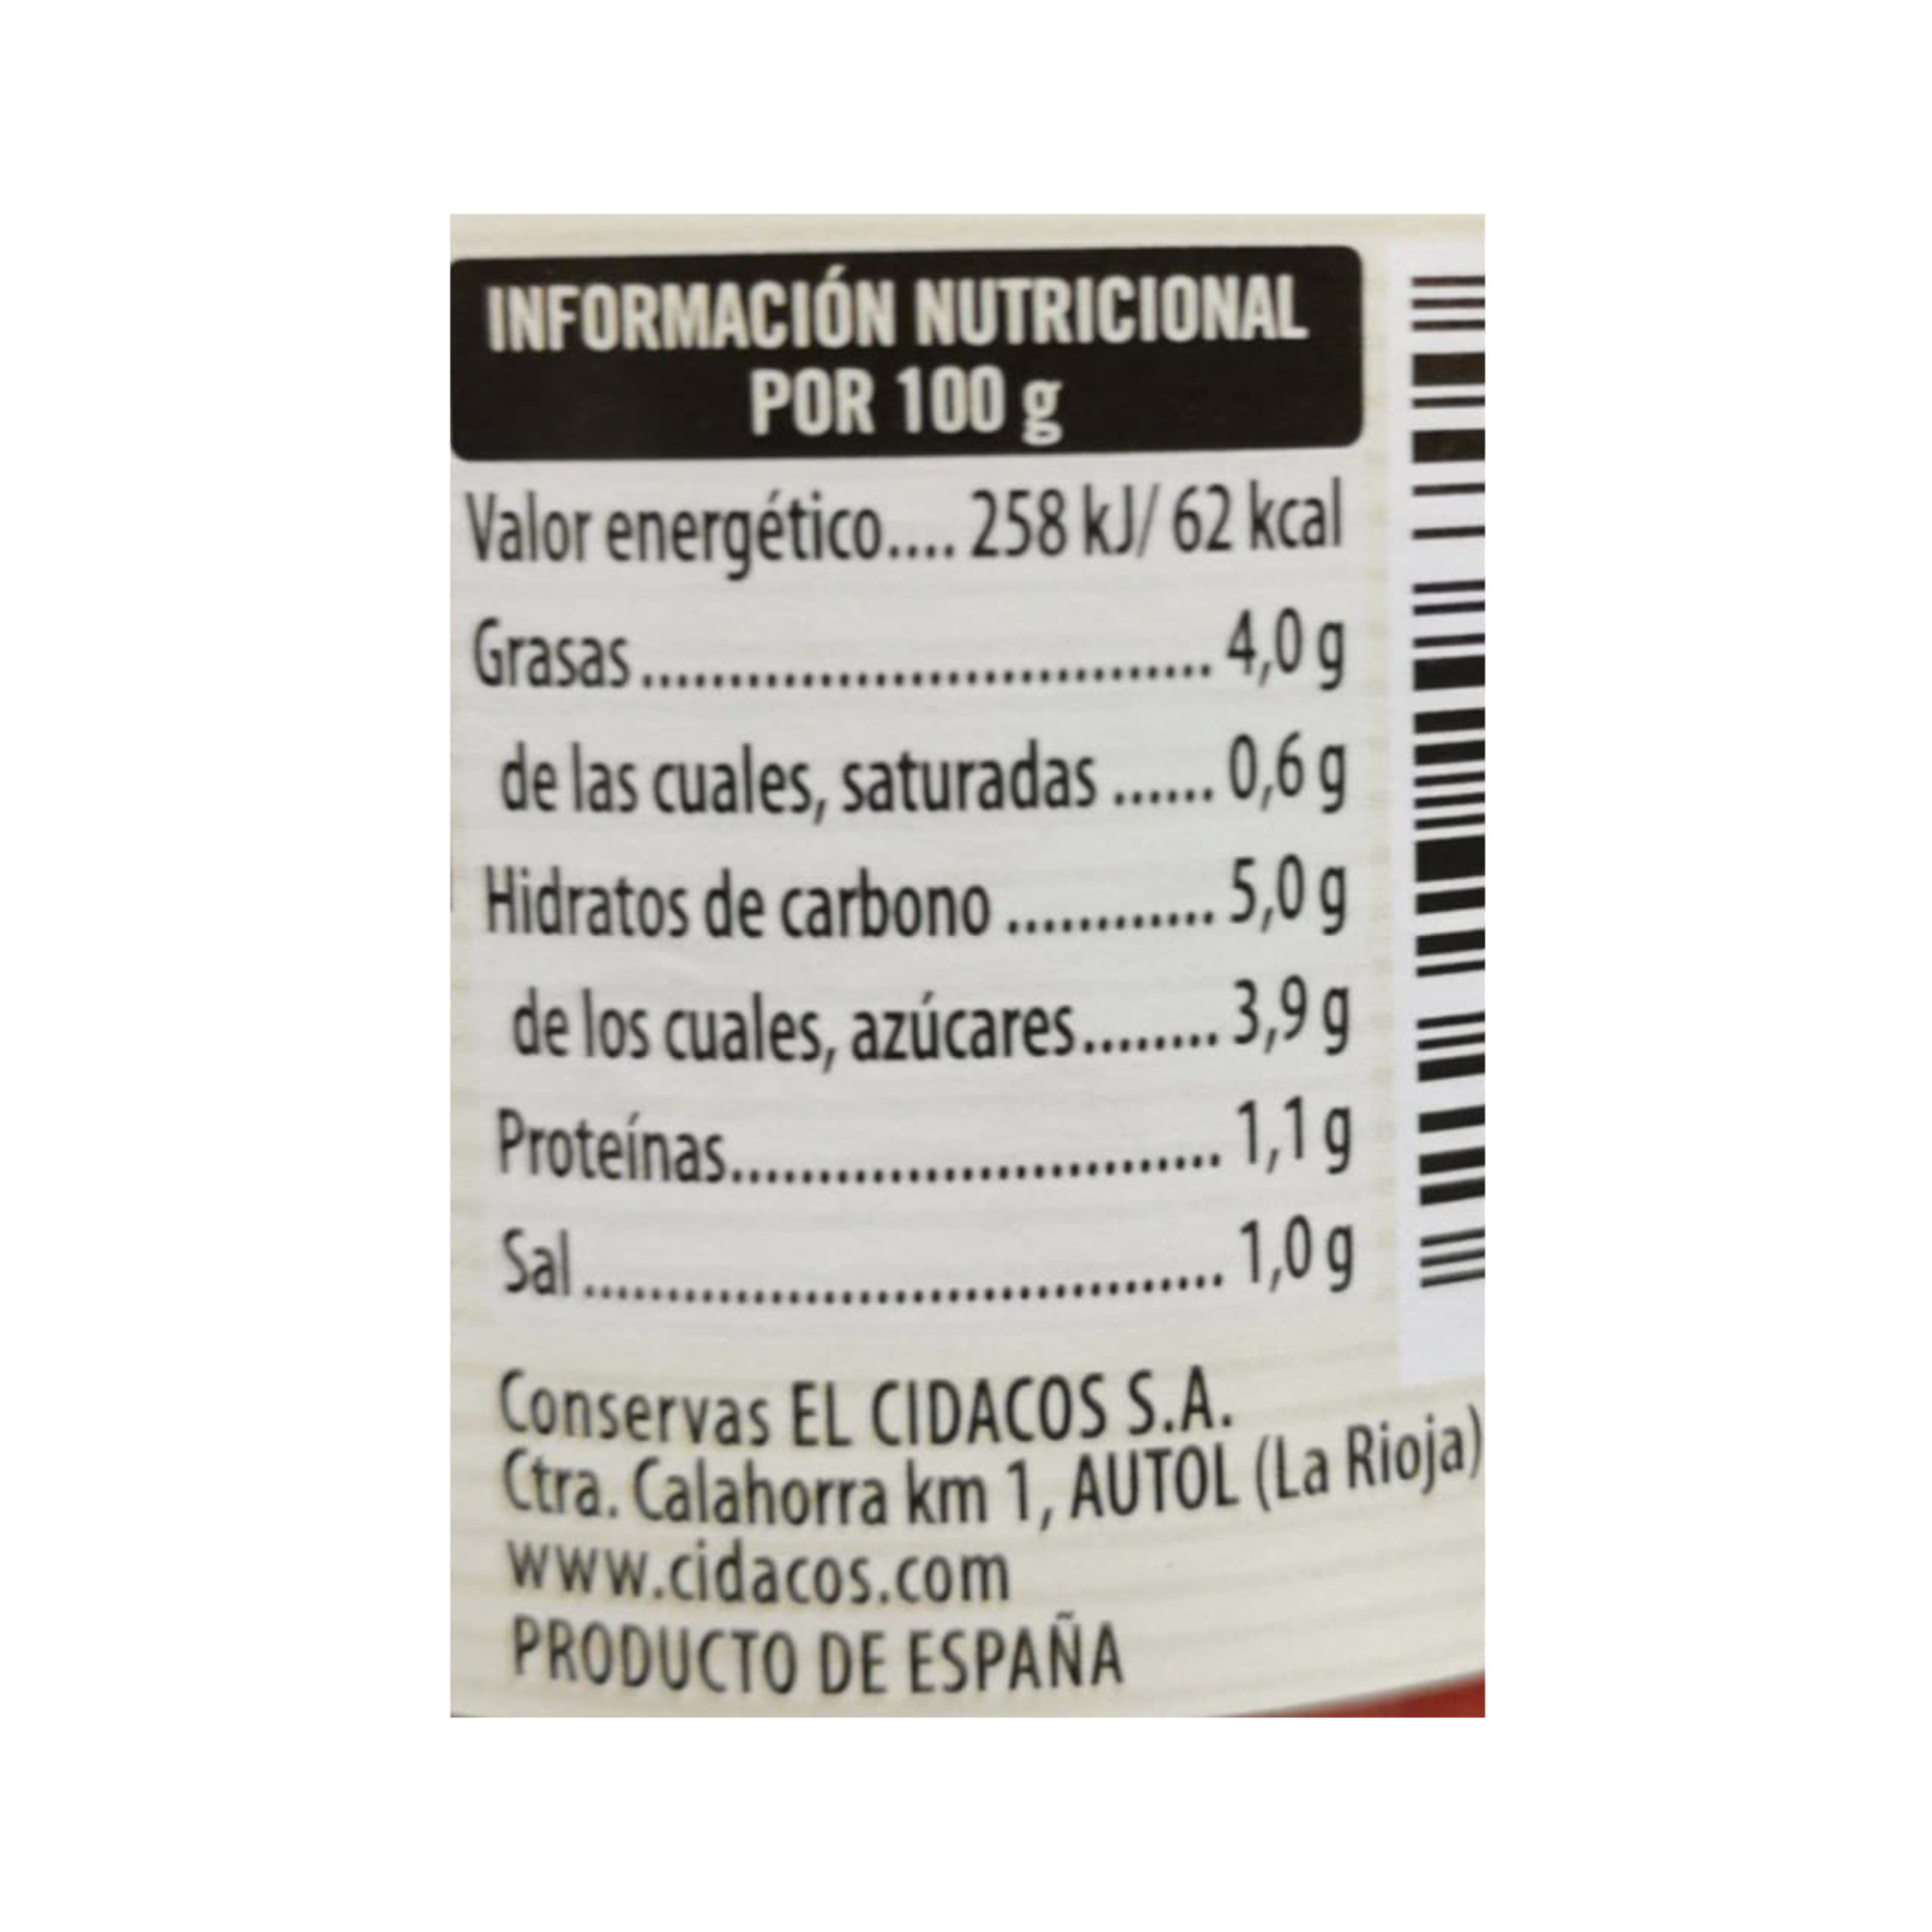 INFORMACIÓN NUTRICIONAL
POR 100 g
Valor energético.... 258 kJ/ 62 kcal
Grasas ................................. 4,0 g
de las cuales, saturadas ...... 0,6 g
Hidratos de carbono ............ 5,0 g
de los cuales, azúcares........ 3,9 g
Proteínas............................ 1,1 g
Sal ..................................... 1,0 g
Conservas EL CIDACOS S.A.
Ctra. Calahorra km 1, AUTOL (La Rioja)
www.cidacos.com
PRODUCTO DE ESPAÑA